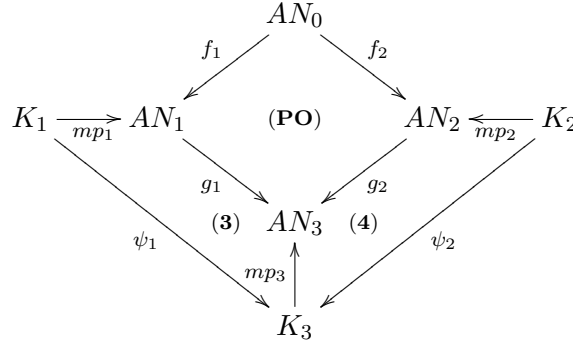 AN₀
f₁ f₂
K₁ mp₁ AN₁ (PO) AN₂ mp₂ K₂
g₁ g₂
(3) AN₃ (4)
ψ₁ mp₃ ψ₂
K₃